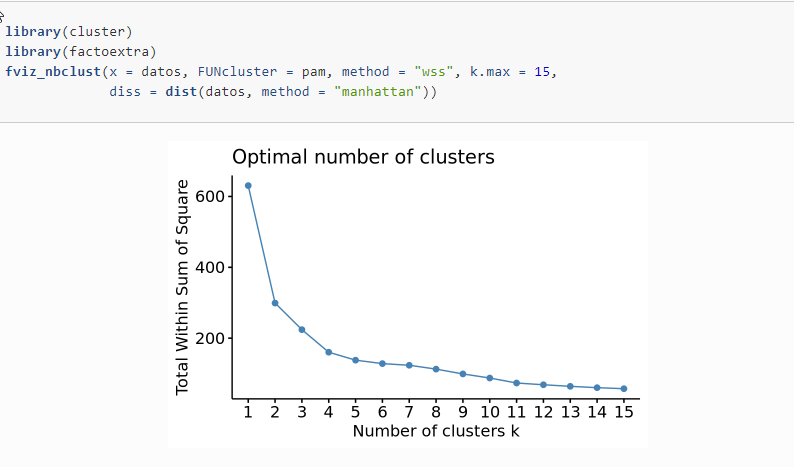 library(cluster)
library(factoextra)
fviz_nbclust(x = datos, FUNcluster = pam, method = "wss", k.max = 15,
             diss = dist(datos, method = "manhattan"))
Optimal number of clusters
Total Within Sum of Square
600
400
200
1 2 3 4 5 6 7 8 9 10 11 12 13 14 15
Number of clusters k